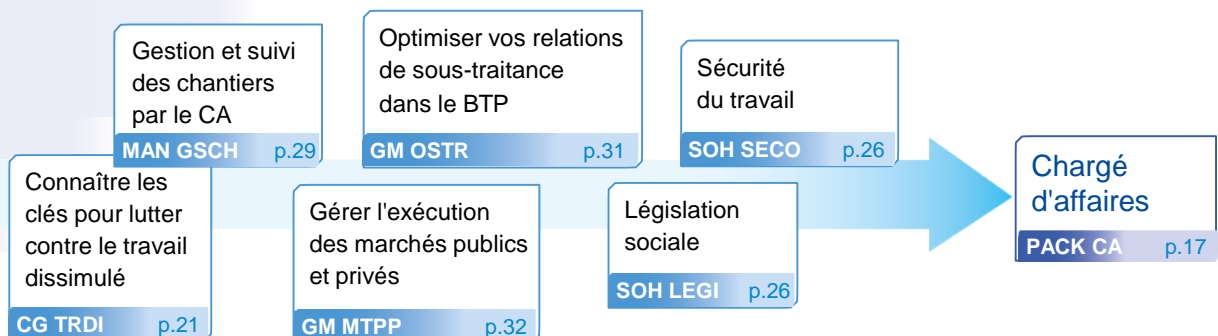 Gestion et suivi
des chantiers
par le CA
MAN GSCH p.29
Optimiser vos relations
de sous-traitance
dans le BTP
GM OSTR p.31
Sécurité
du travail
SOH SECO p.26
Connaître les
clés pour lutter
contre le travail
dissimulé
CG TRDI p.21
Gérer l'exécution
des marchés publics
et privés
GM MTPP p.32
Législation
sociale
SOH LEGI p.26
Chargé
d'affaires
PACK CA p.17